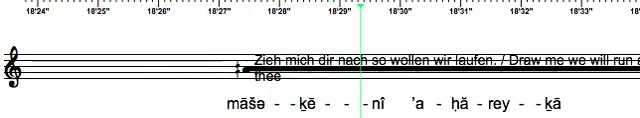 18'24" 18'25" 18'26" 18'27" 18'28" 18'29" 18'30" 18'31" 18'32" 18'33"
Zieh mich dir nach so wollen wir laufen. / Draw me we will run a
thee
māšə - - ḵē - - - nî 'a - ḥă - rey - - ḵā